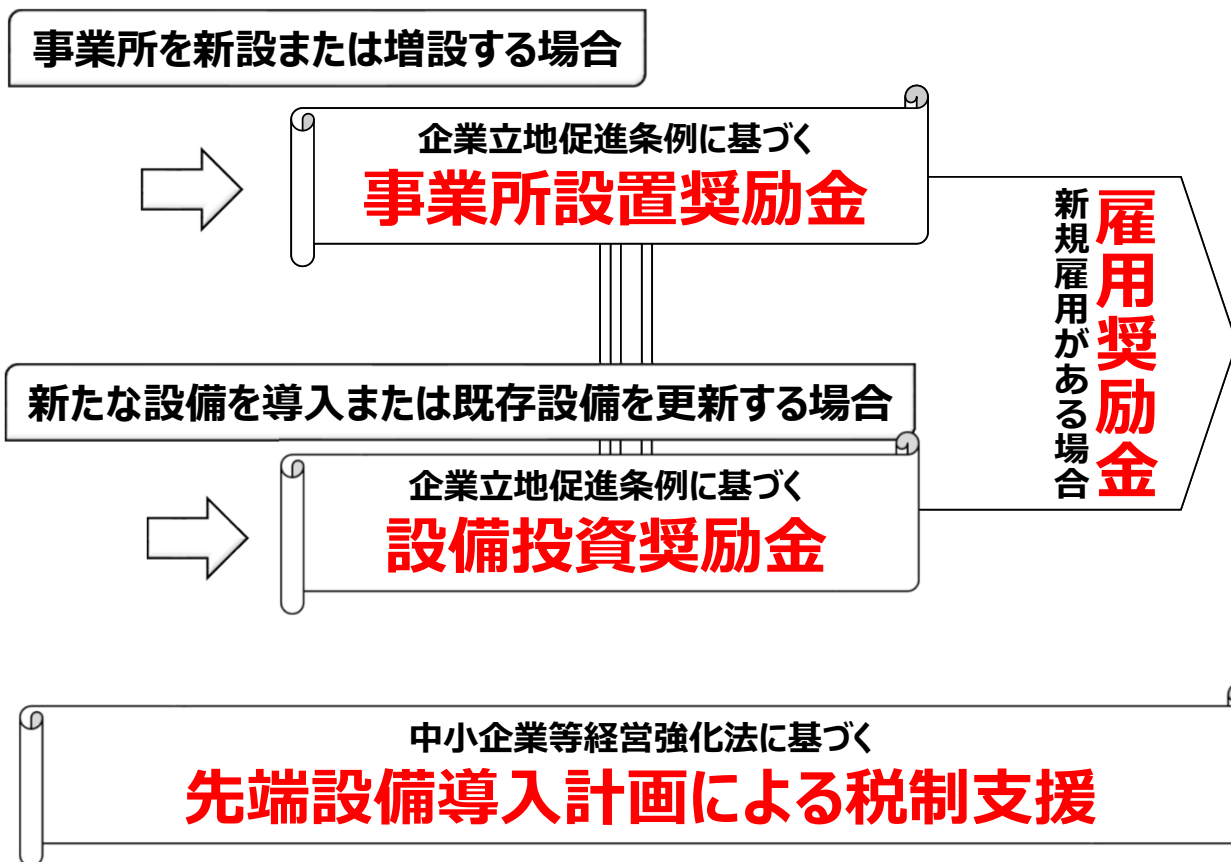 事業所を新設または増設する場合
企業立地促進条例に基づく
事業所設置奨励金
雇用奨励金
新規雇用がある場合
新たな設備を導入または既存設備を更新する場合
企業立地促進条例に基づく
設備投資奨励金
中小企業等経営強化法に基づく
先端設備導入計画による税制支援